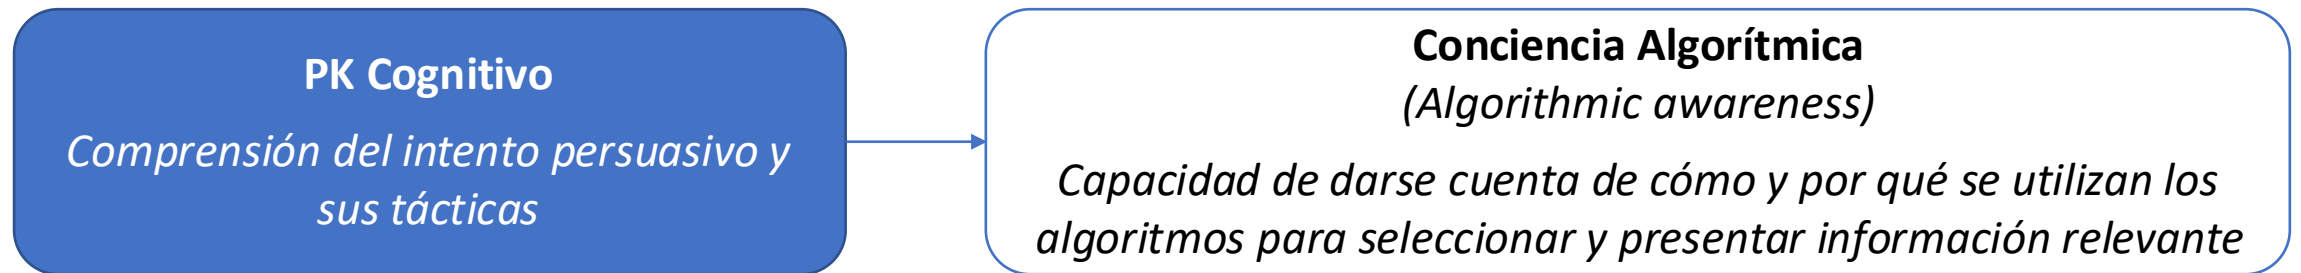 PK Cognitivo
Comprensión del intento persuasivo y
sus tácticas
Conciencia Algorítmica
(Algorithmic awareness)
Capacidad de darse cuenta de cómo y por qué se utilizan los
algoritmos para seleccionar y presentar información relevante